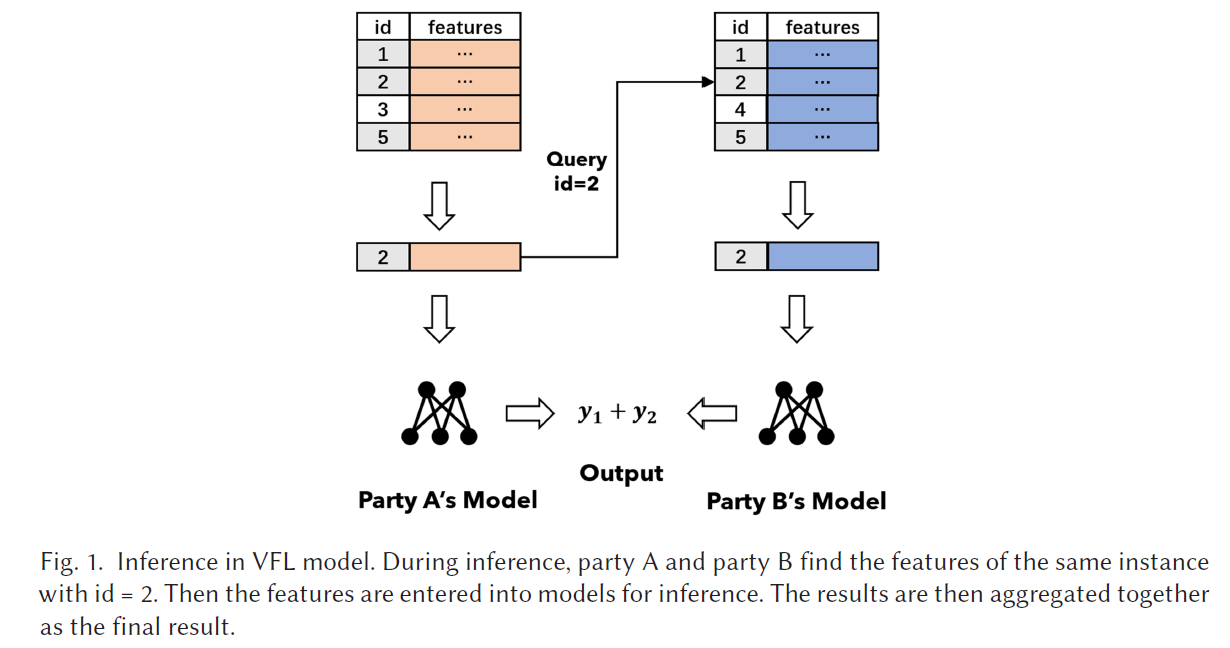 id features
1 ...
2 ...
3 ...
5 ...
id features
1 ...
2 ...
4 ...
5 ...
Query
id=2
2
2
y₁ + y₂
Output
Party A’s Model
Party B’s Model
Fig. 1. Inference in VFL model. During inference, party A and party B find the features of the same instance
with id = 2. Then the features are entered into models for inference. The results are then aggregated together
as the final result.